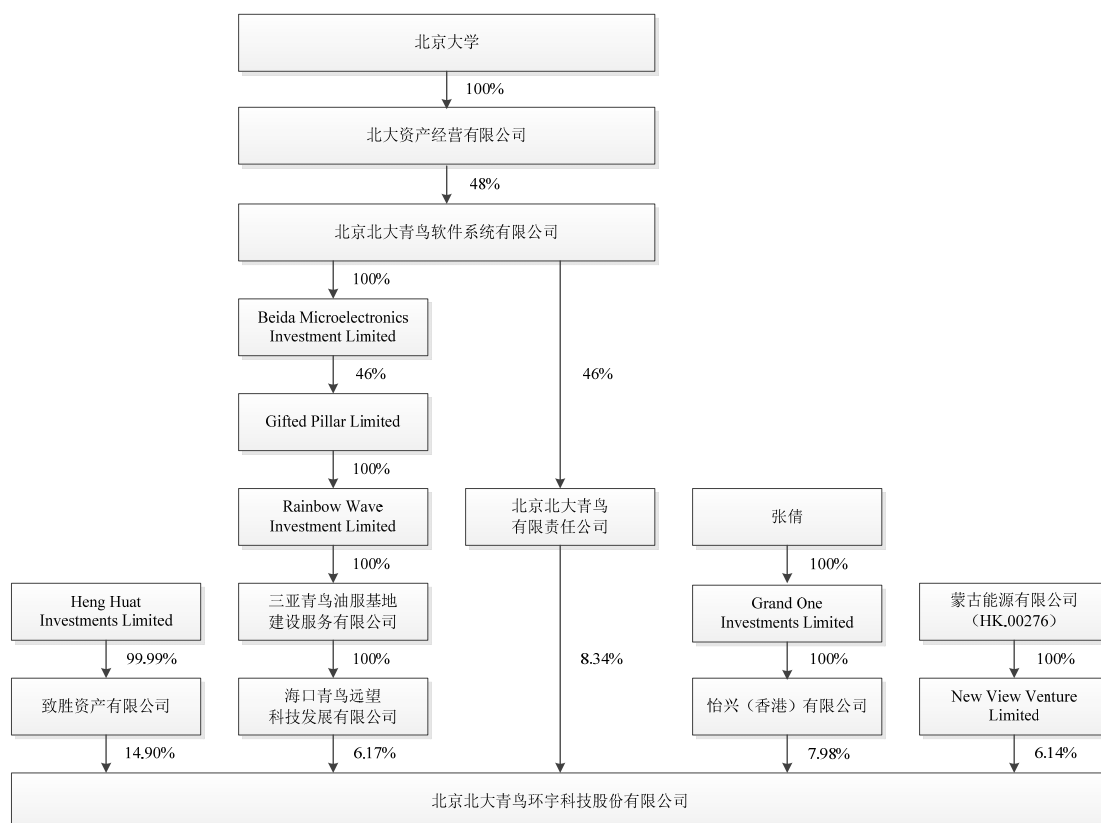 北京大学
100%
北大资产经营有限公司
48%
北京北大青鸟软件系统有限公司
100%
Beida Microelectronics
Investment Limited
46%
46%
Gifted Pillar Limited
100%
Rainbow Wave
Investment Limited
北京北大青鸟
有限责任公司
张倩
100%
100%
Heng Huat
Investments Limited
三亚青鸟油服基地
建设服务有限公司
Grand One
Investments Limited
蒙古能源有限公司
（HK.00276）
99.99%
100%
8.34%
100%
100%
致胜资产有限公司
海口青鸟远望
科技发展有限公司
怡兴（香港）有限公司
New View Venture
Limited
14.90%
6.17%
7.98%
6.14%
北京北大青鸟环宇科技股份有限公司